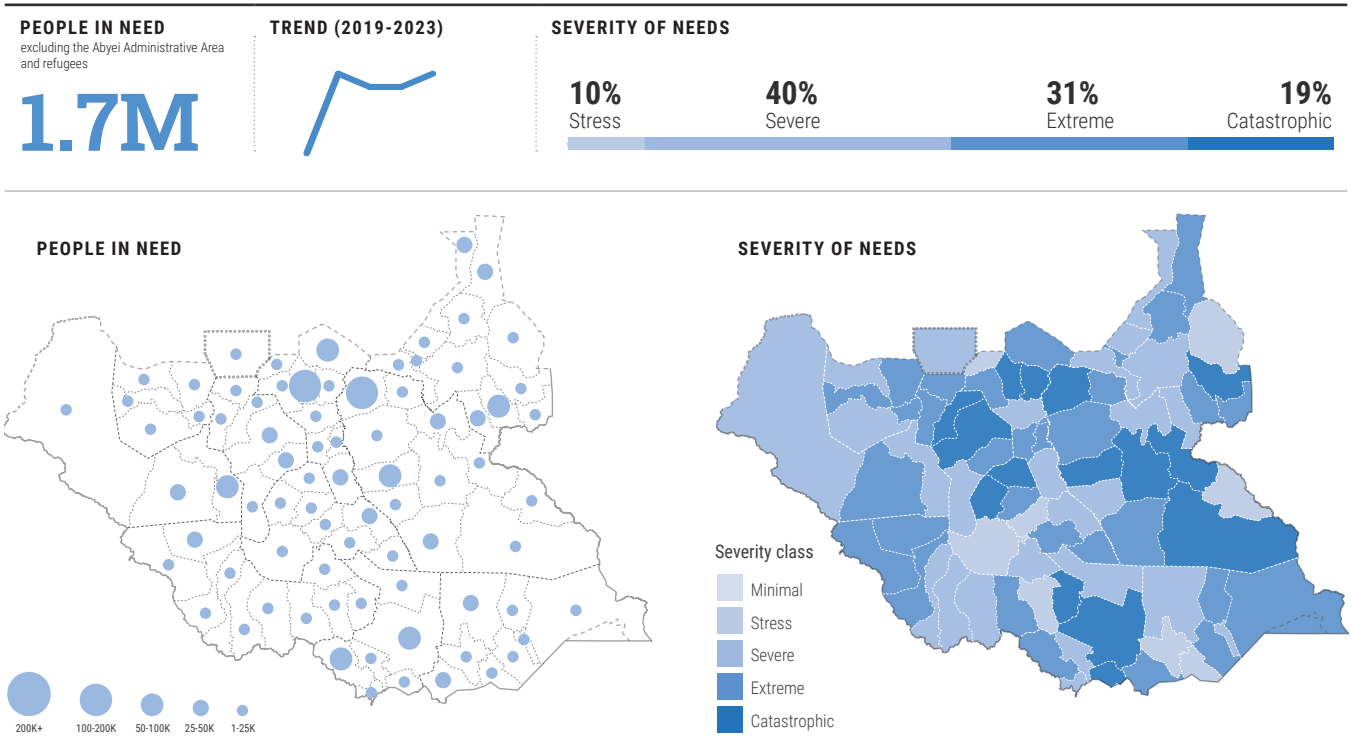 PEOPLE IN NEED
excluding the Abyei Administrative Area
and refugees
1.7M
TREND (2019-2023)
SEVERITY OF NEEDS
10%
Stress
40%
Severe
31%
Extreme
19%
Catastrophic
PEOPLE IN NEED
200K+
100-200K
50-100K
25-50K
1-25K
SEVERITY OF NEEDS
Severity class
Minimal
Stress
Severe
Extreme
Catastrophic